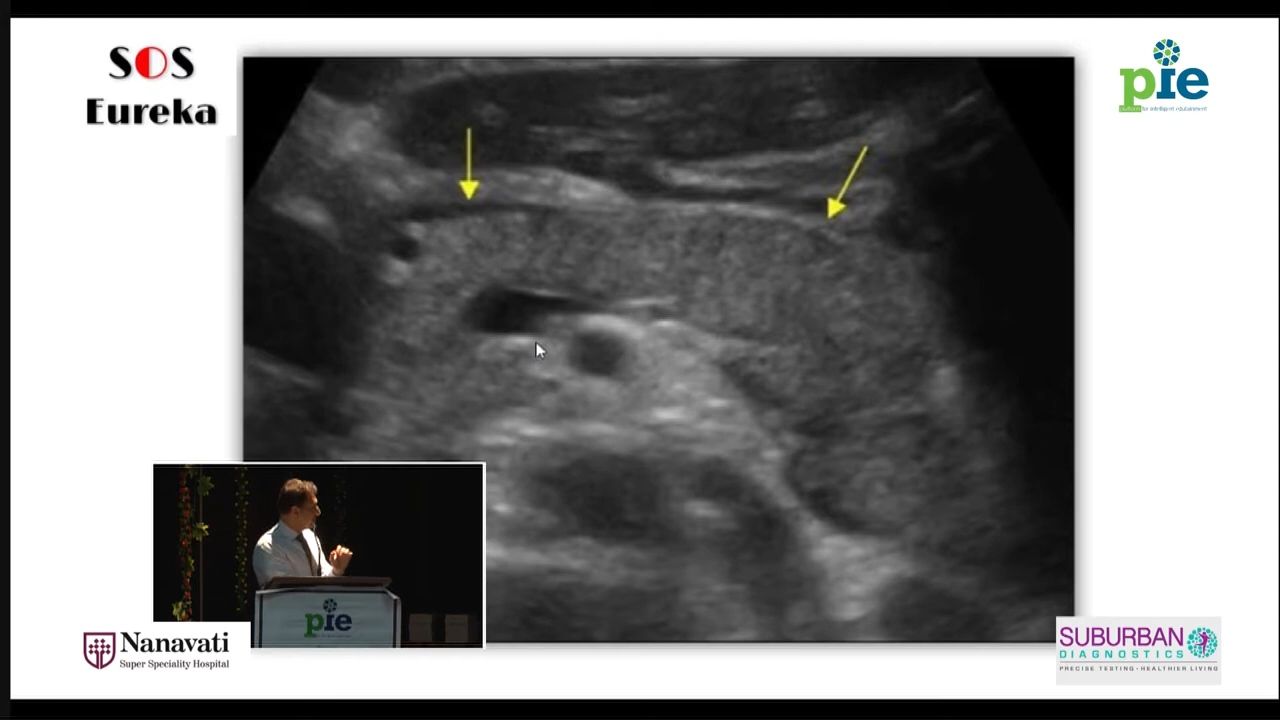 SOS
Eureka
pie
pie
Nanavati
Super Speciality Hospital
SUBURBAN
DIAGNOSTICS
PRECISE TESTING - HEALTHIER LIVING